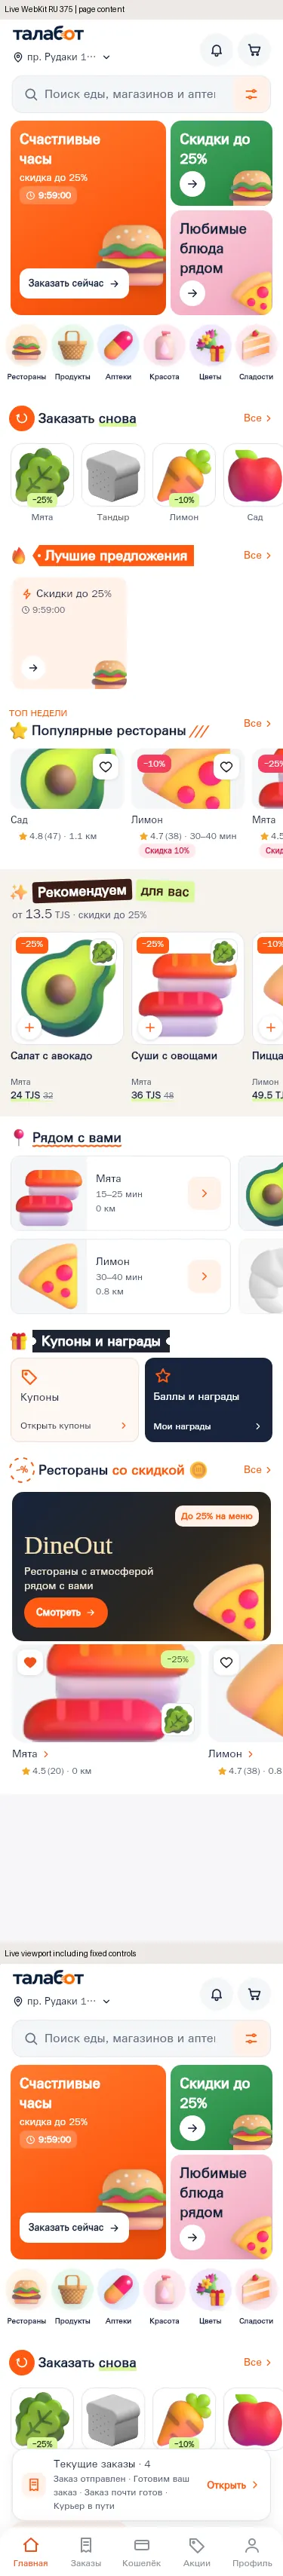 Live WebKit RU 375 | page content
талабот
пр. Рудаки 1···
Поиск еды, магазинов и аптек
Счастливые
часы
скидка до 25%
9:59:00
Заказать сейчас
Скидки до
25%
Любимые
блюда
рядом
Рестораны Продукты Аптеки Красота Цветы Сладости
Заказать снова
Все
-25%
-10%
Мята Тандыр Лимон Сад
Лучшие предложения
Все
Скидки до 25%
9:59:00
ТОП НЕДЕЛИ
Популярные рестораны
Все
-10%
-25%
Сад
4.8 (47) · 1.1 км
Лимон
4.7 (38) · 30–40 мин
Скидка 10%
Мята
4.5
Скид
Рекомендуем для вас
от 13.5 TJS · скидки до 25%
-25%
-25%
-10%
Салат с авокадо
Мята
24 TJS 32
Суши с овощами
Мята
36 TJS 48
Пицца
Лимон
49.5 TJ
Рядом с вами
Мята
15–25 мин
0 км
Лимон
30–40 мин
0.8 км
Купоны и награды
Купоны
Открыть купоны
Баллы и награды
Мои награды
-%
Рестораны со скидкой
Все
До 25% на меню
DineOut
Рестораны с атмосферой
рядом с вами
Смотреть
-25%
Мята
4.5 (20) · 0 км
Лимон
4.7 (38) · 0.8
Live viewport including fixed controls
талабот
пр. Рудаки 1···
Поиск еды, магазинов и аптек
Счастливые
часы
скидка до 25%
9:59:00
Заказать сейчас
Скидки до
25%
Любимые
блюда
рядом
Рестораны Продукты Аптеки Красота Цветы Сладости
Заказать снова
Все
-25%
-10%
Текущие заказы · 4
Заказ отправлен · Готовим ваш
заказ · Заказ почти готов ·
Курьер в пути
Открыть
Главная Заказы Кошелёк Акции Профиль